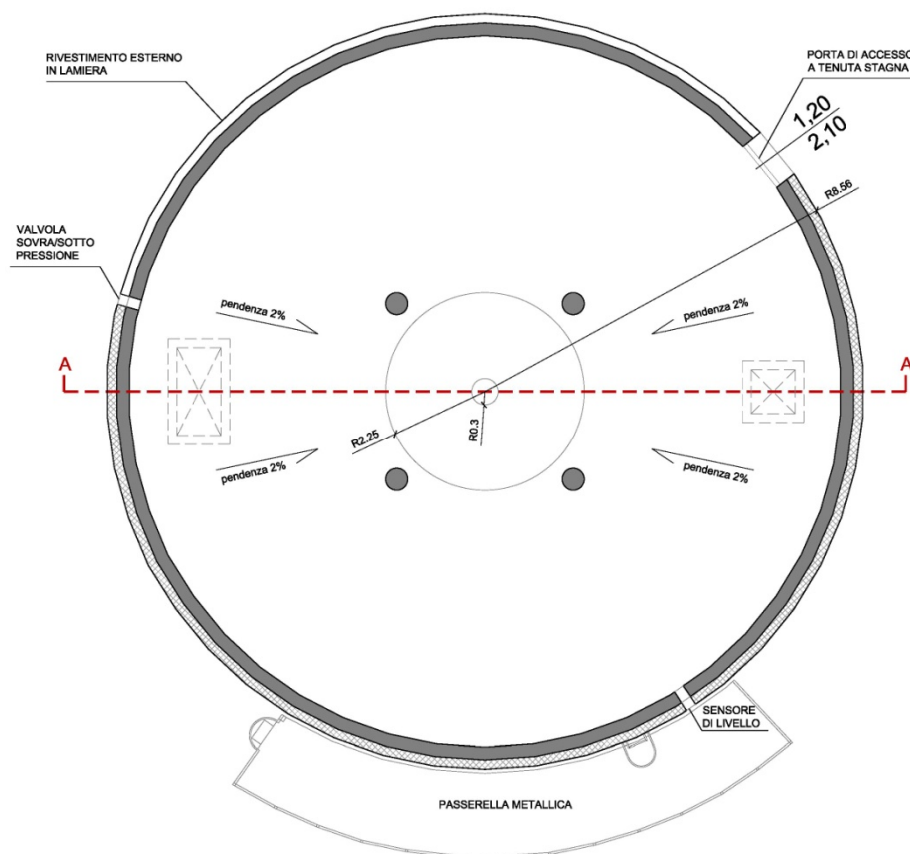 RIVESTIMENTO ESTERNO
IN LAMIERA
PORTA DI ACCESSO
A TENUTA STAGNA
1,20
2,10
R8.56
VALVOLA
SOVRA/SOTTO
PRESSIONE
pendenza 2%
pendenza 2%
A
A
R2.25
R0.3
pendenza 2%
pendenza 2%
SENSORE
DI LIVELLO
PASSERELLA METALLICA